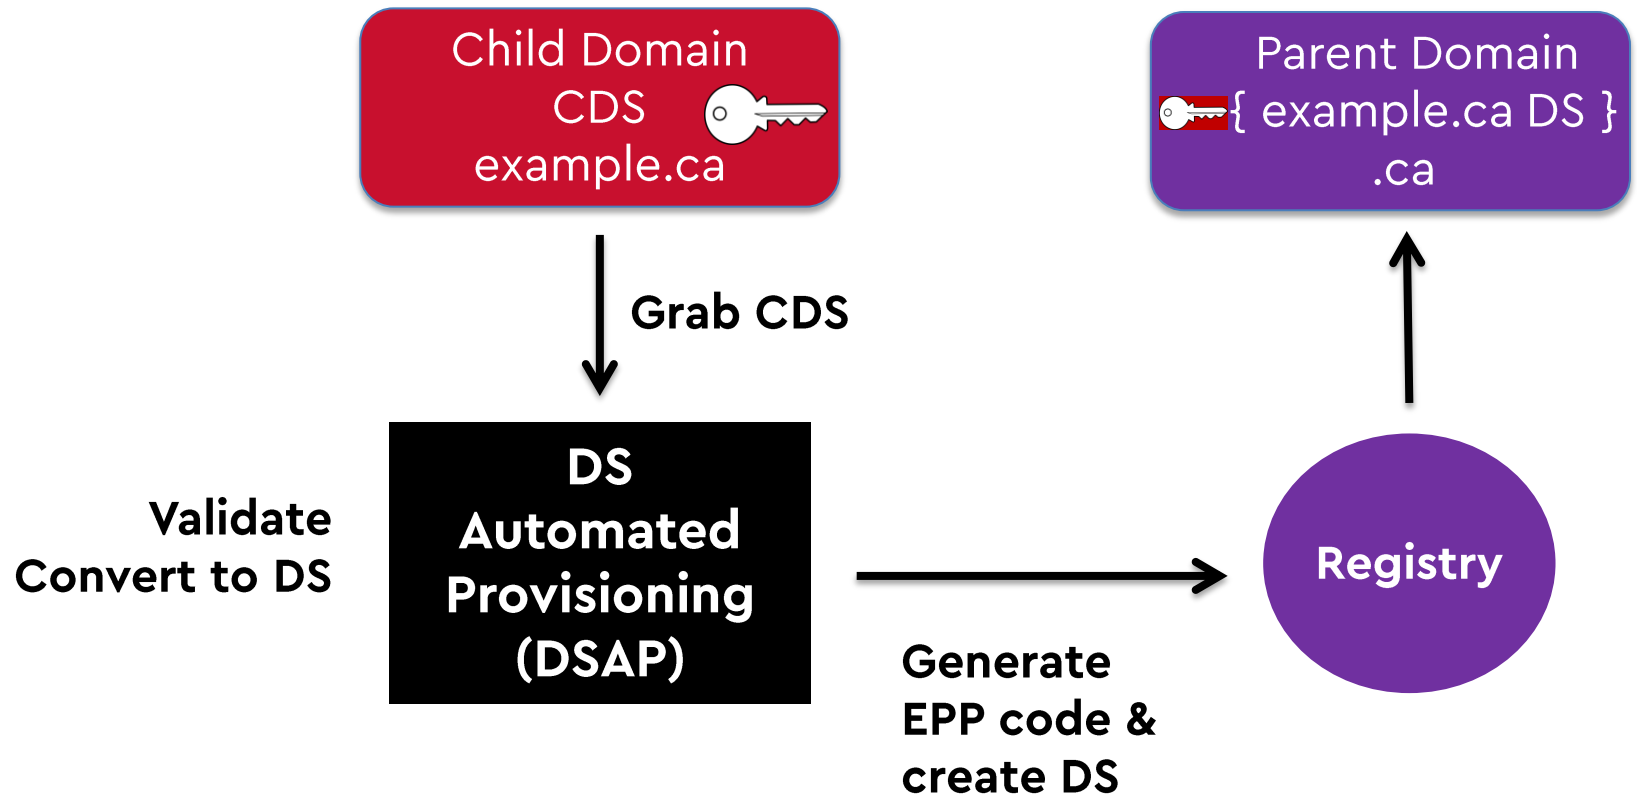 Child Domain
CDS
example.ca
Parent Domain
{ example.ca DS }
.ca
Grab CDS
Validate
Convert to DS
DS
Automated
Provisioning
(DSAP)
Generate
EPP code &
create DS
Registry